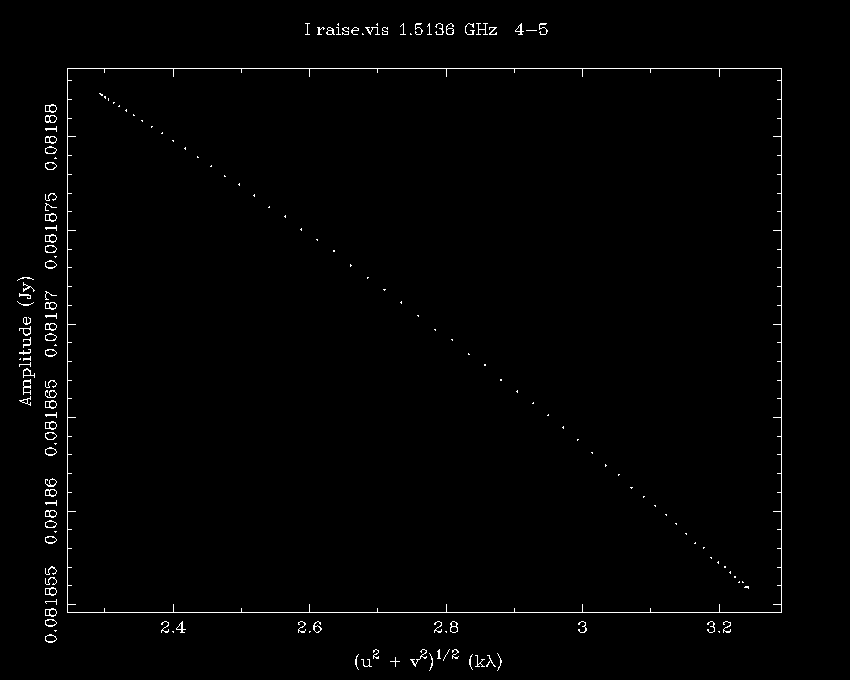 I raise.vis 1.5136 GHz 4−5
Amplitude (Jy)
0.08188
0.081875
0.08187
0.081865
0.08186
0.081855
2.4 2.6 2.8 3 3.2
(u² + v²)¹/² (kλ)